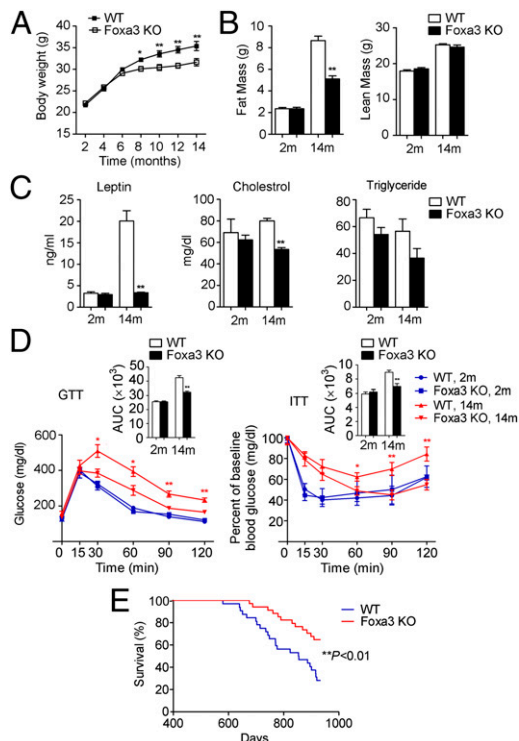 A
WT
Foxa3 KO
Body weight (g)
40
35
30
25
20
15
* ** ** **
2 4 6 8 10 12 14
Time (months)
B
WT
Foxa3 KO
Fat Mass (g)
10
8
6
4
2
0
**
2m 14m
Lean Mass (g)
40
30
20
10
0
2m 14m
C
Leptin
ng/ml
30
20
10
0
**
2m 14m
Cholestrol
mg/dl
100
80
60
40
20
0
**
2m 14m
Triglyceride
WT
Foxa3 KO
80
60
40
20
0
2m 14m
D
GTT
WT
Foxa3 KO
AUC (×10³)
50
40
30
20
10
0
**
2m 14m
Glucose (mg/dl)
600
400
200
* * ** **
0 15 30 60 90 120
Time (min)
ITT
WT
Foxa3 KO
AUC (×10³)
10
8
6
4
2
0
**
2m 14m
WT, 2m
Foxa3 KO, 2m
WT, 14m
Foxa3 KO, 14m
Percent of baseline
blood glucose (mg/dl)
100
80
60
40
* ** **
0 15 30 60 90 120
Time (min)
E
WT
Foxa3 KO
Survival (%)
100
80
60
40
20
0
**P<0.01
400 600 800 1000
Days